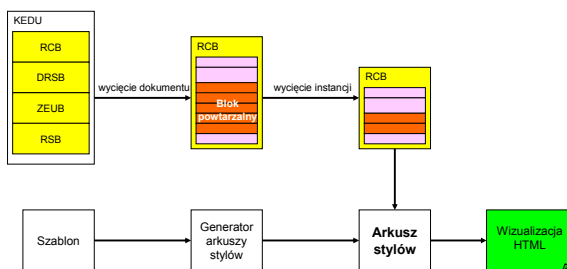 KEDU
RCB
DRSB
ZEUB
RSB
wycięcie dokumentu
RCB
Blok
powtarzalny
wycięcie instancji
RCB
Szablon
Generator
arkuszy
stylów
Arkusz
stylów
Wizualizacja
HTML